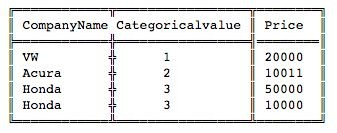 CompanyName Categoricalvalue Price
VW 1 20000
Acura 2 10011
Honda 3 50000
Honda 3 10000